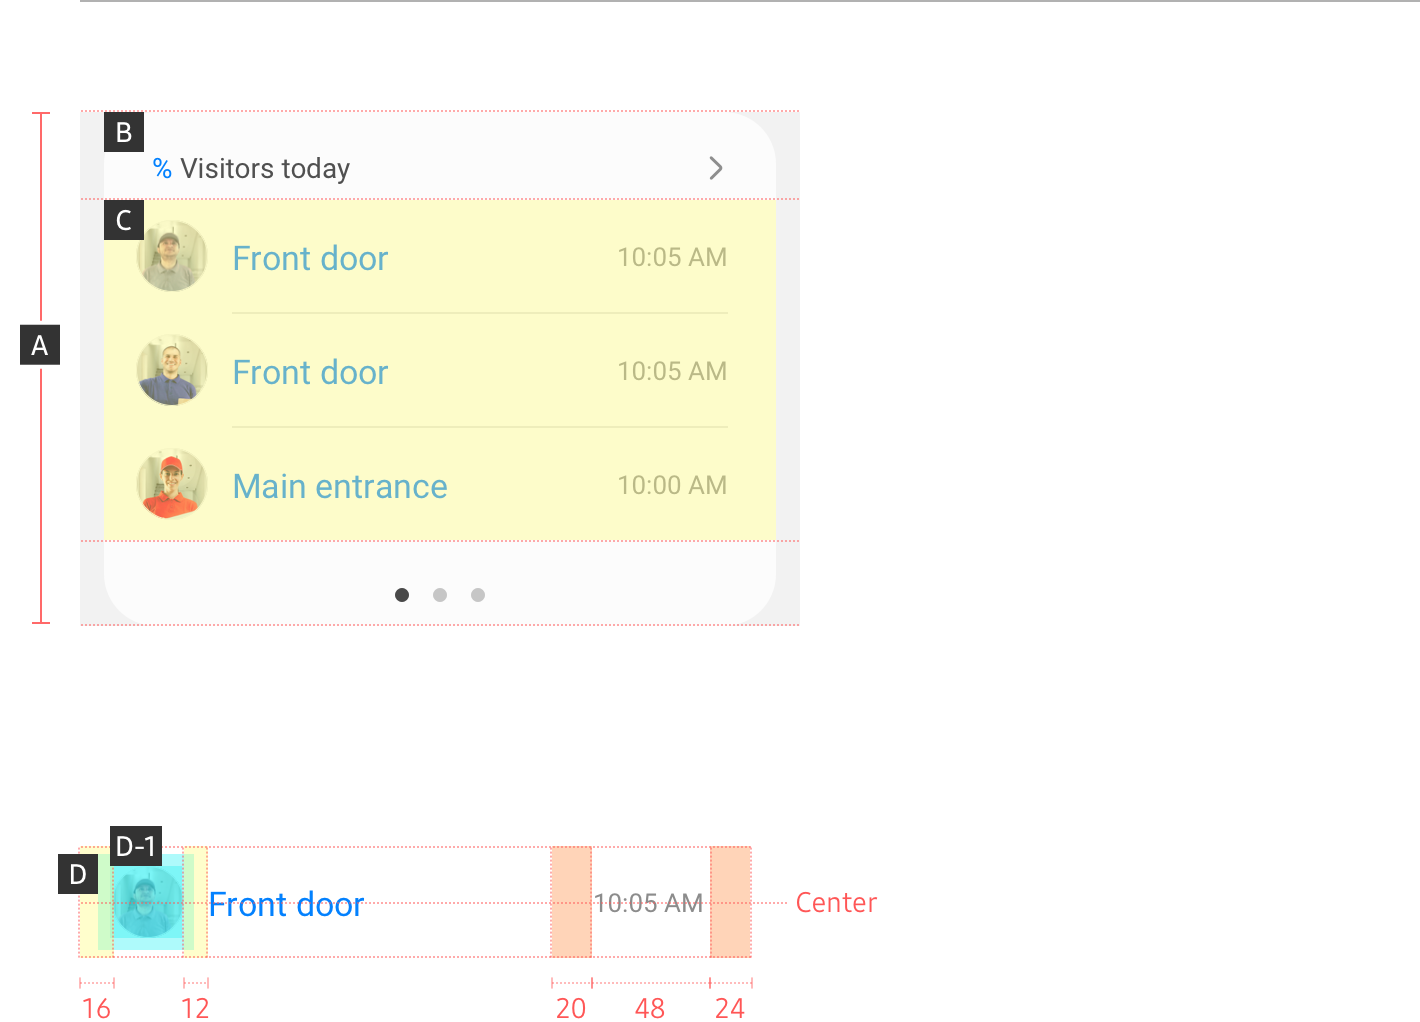 B
% Visitors today
C
Front door 10:05 AM
A
Front door 10:05 AM
Main entrance 10:00 AM
D-1
D
Front door 10:05 AM Center
16 12 20 48 24